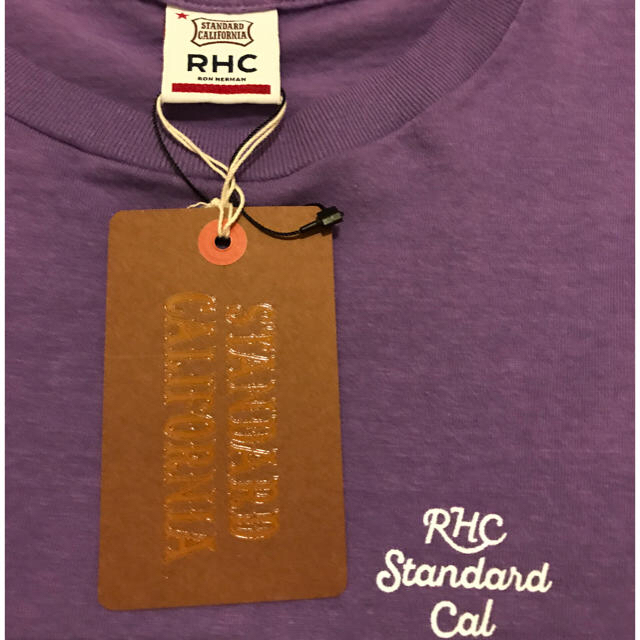 STANDARD
CALIFORNIA
RHC
RON HERMAN
STANDARD
CALIFORNIA
RHC
Standard
Cal